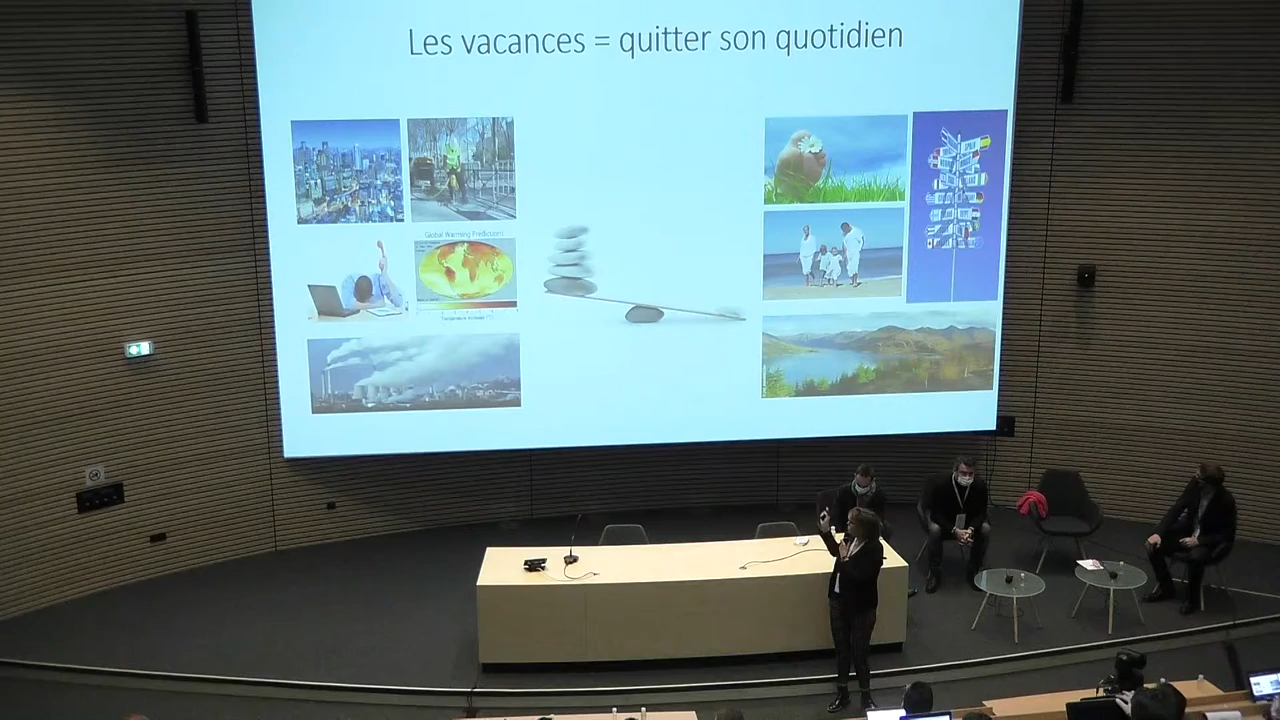 Les vacances = quitter son quotidien
Global Warming Predictions